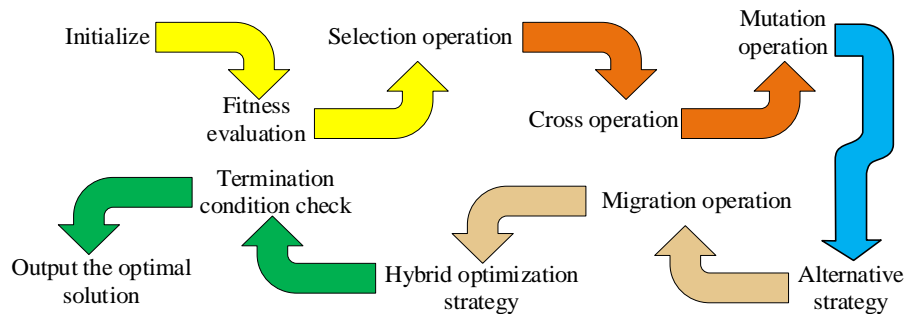 Initialize
Fitness
evaluation
Selection operation
Cross operation
Mutation
operation
Alternative
strategy
Migration operation
Hybrid optimization
strategy
Termination
condition check
Output the optimal
solution